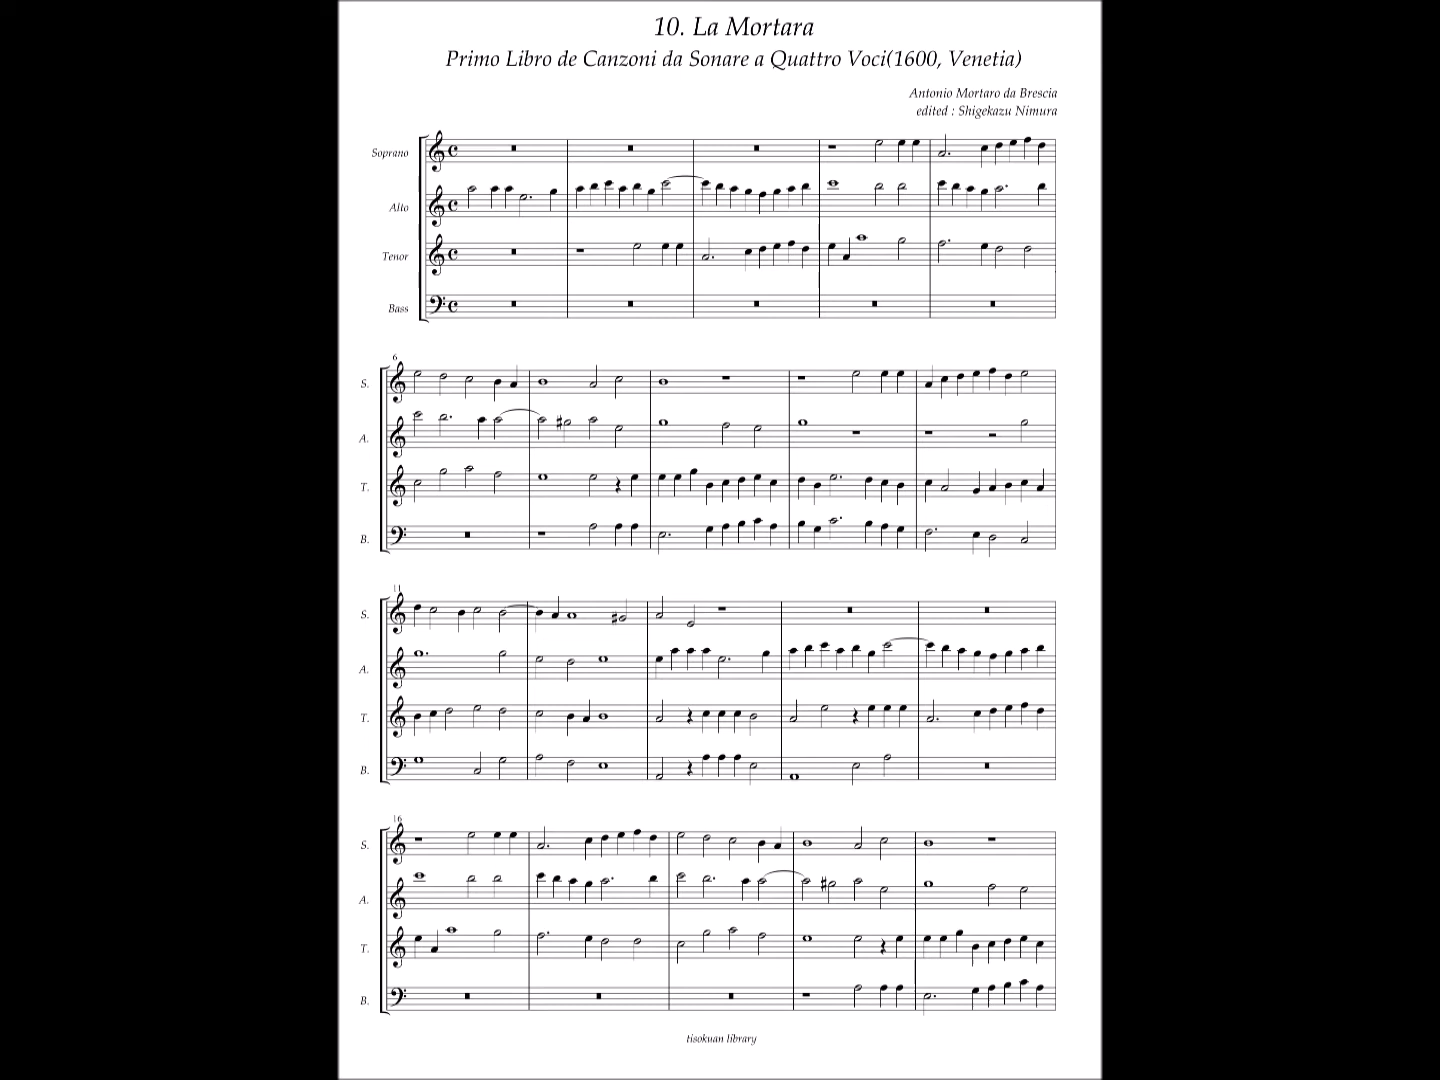 10. La Mortara
Primo Libro de Canzoni da Sonare a Quattro Voci(1600, Venetia)
Antonio Mortaro da Brescia
edited : Shigekazu Nimura
Soprano
Alto
Tenor
Bass
6
S.
A.
T.
B.
11
S.
A.
T.
B.
16
S.
A.
T.
B.
tisokuan library